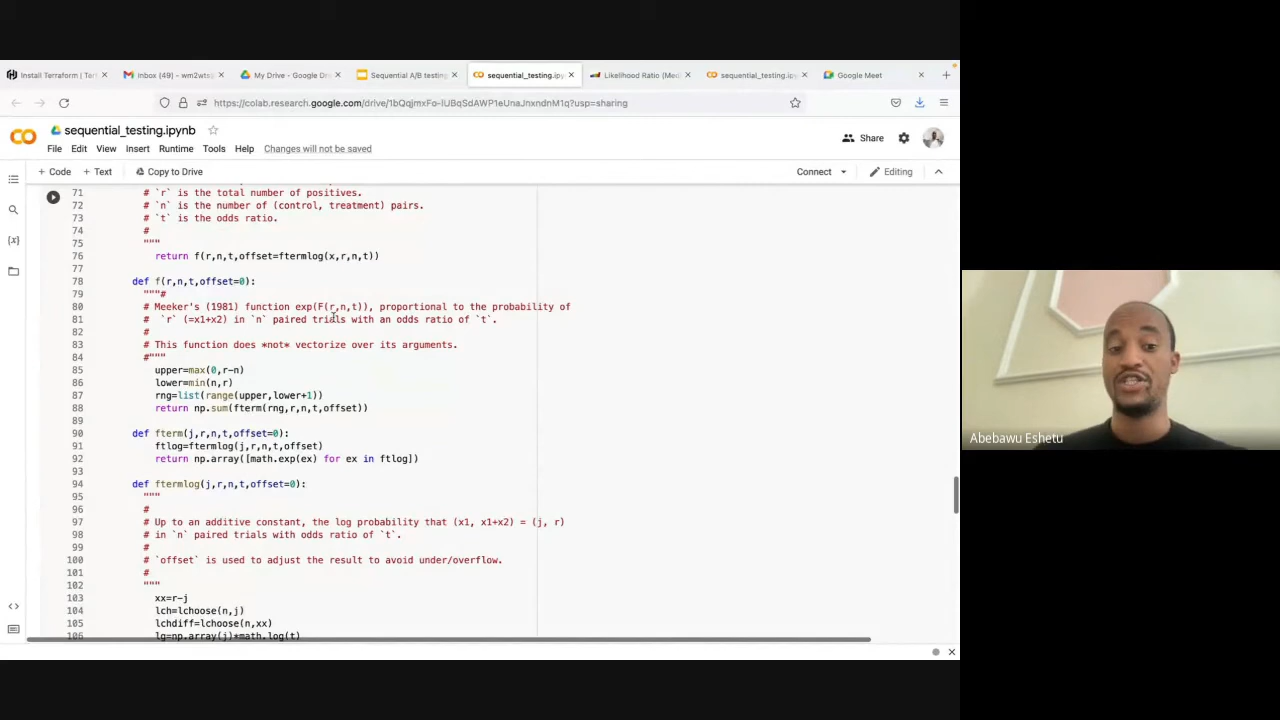 Install Terraform | Ter
Inbox (49) - wm2wtsa
My Drive - Google Dri
Sequential A/B testing
sequential_testing.ipy
Likelihood Ratio (Med
sequential_testing.ipy
Google Meet
https://colab.research.google.com/drive/1bQqjmxFo-IUBqSdAWP1eUnaJnxndnM1q?usp=sharing
sequential_testing.ipynb
Share
File Edit View Insert Runtime Tools Help Changes will not be saved
+ Code + Text Copy to Drive
Connect Editing
71 # `r` is the total number of positives.
72 # `n` is the number of (control, treatment) pairs.
73 # `t` is the odds ratio.
74 #
75 """
76 return f(r,n,t,offset=ftermlog(x,r,n,t))
77
78 def f(r,n,t,offset=0):
79 """#
80 # Meeker's (1981) function exp(F(r,n,t)), proportional to the probability of
81 # `r` (=x1+x2) in `n` paired trials with an odds ratio of `t`.
82 #
83 # This function does *not* vectorize over its arguments.
84 #"""
85 upper=max(0,r-n)
86 lower=min(n,r)
87 rng=list(range(upper,lower+1))
88 return np.sum(fterm(rng,r,n,t,offset))
89
90 def fterm(j,r,n,t,offset=0):
91 ftlog=ftermlog(j,r,n,t,offset)
92 return np.array([math.exp(ex) for ex in ftlog])
93
94 def ftermlog(j,r,n,t,offset=0):
95 """
96 #
97 # Up to an additive constant, the log probability that (x1, x1+x2) = (j, r)
98 # in `n` paired trials with odds ratio of `t`.
99 #
100 # `offset` is used to adjust the result to avoid under/overflow.
101 #
102 """
103 xx=r-j
104 lch=lchoose(n,j)
105 lchdiff=lchoose(n,xx)
106 lg=np.array(j)*math.log(t)
Abebawu Eshetu